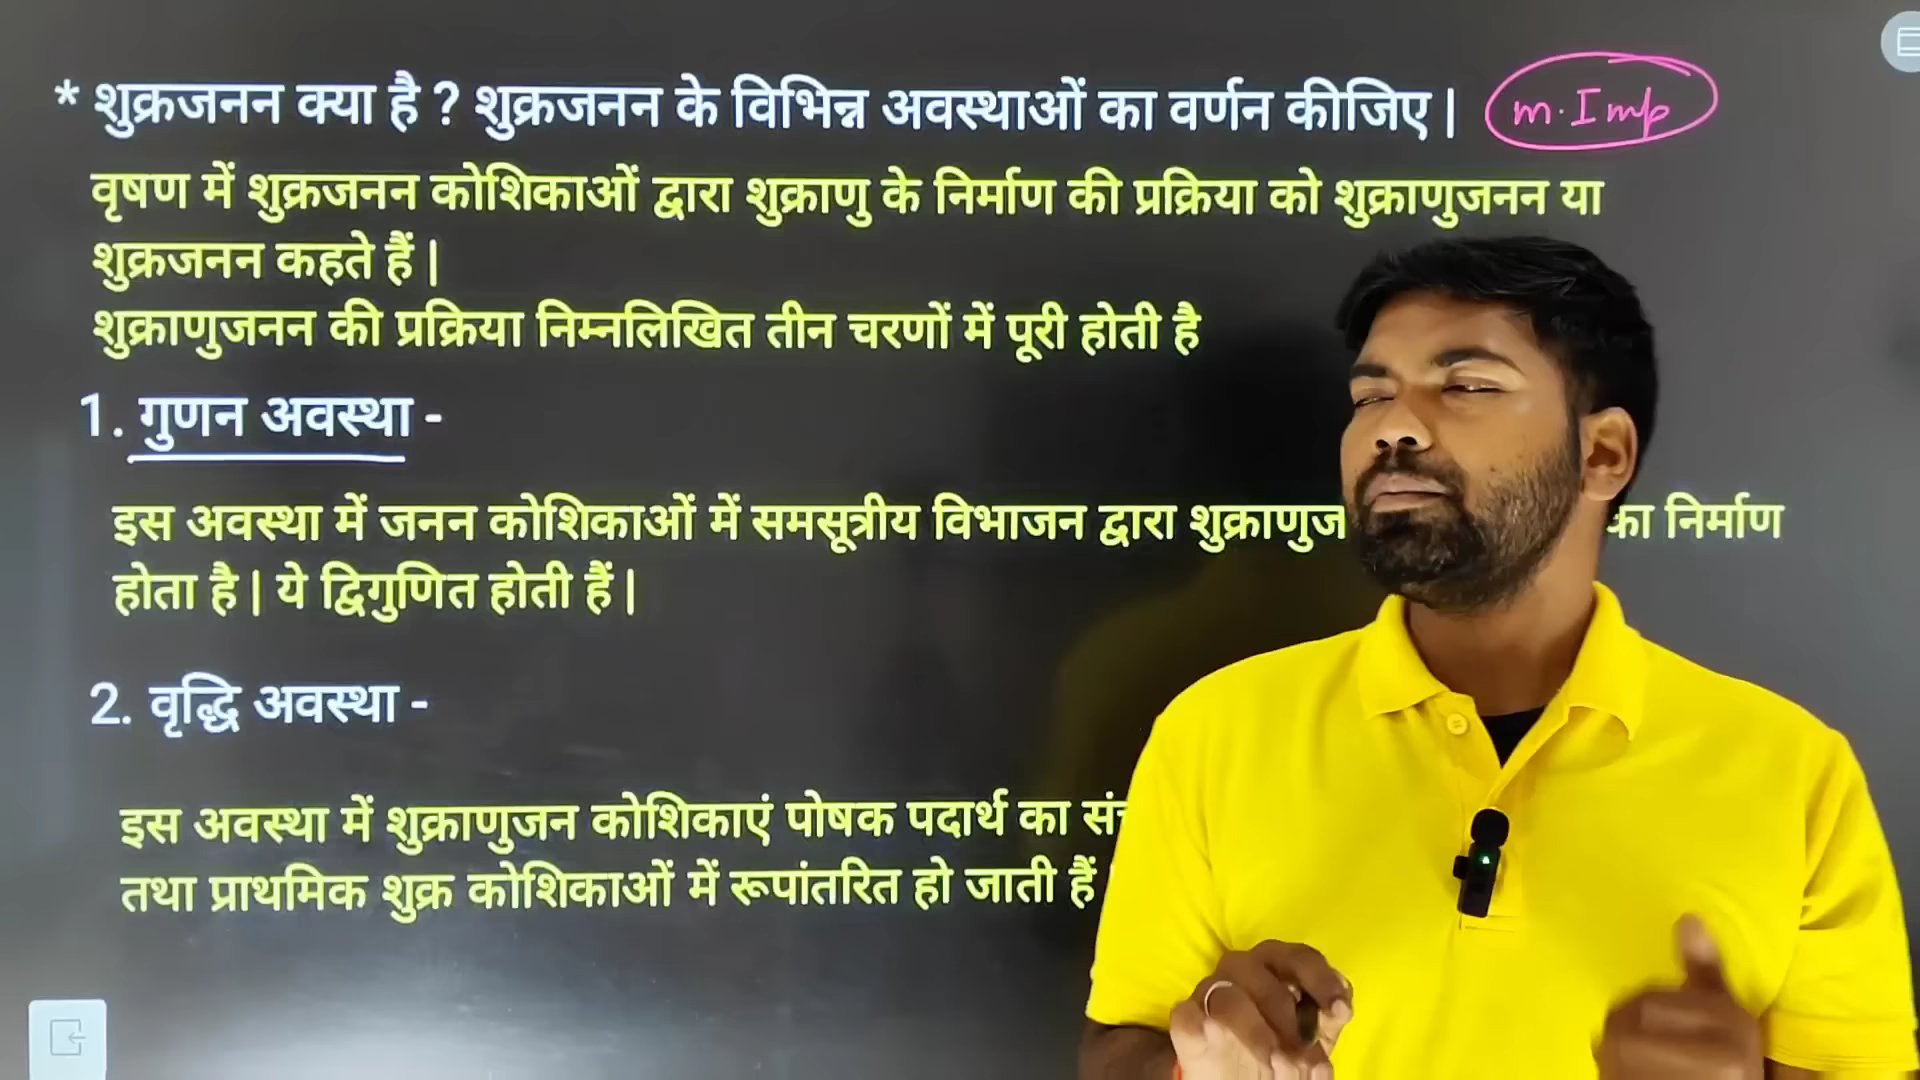 * शुक्रजनन क्या है ? शुक्रजनन के विभिन्न अवस्थाओं का वर्णन कीजिए | m. Imp
वृषण में शुक्रजनन कोशिकाओं द्वारा शुक्राणु के निर्माण की प्रक्रिया को शुक्राणुजनन या
शुक्रजनन कहते हैं |
शुक्राणुजनन की प्रक्रिया निम्नलिखित तीन चरणों में पूरी होती है
1. गुणन अवस्था -
इस अवस्था में जनन कोशिकाओं में समसूत्रीय विभाजन द्वारा का निर्माण
होता है | ये द्विगुणित होती हैं |
2. वृद्धि अवस्था -
इस अवस्था में शुक्राणुजन कोशिकाएं पोषक पदार्थ का
तथा प्राथमिक शुक्र कोशिकाओं में रूपांतरित हो जाती हैं